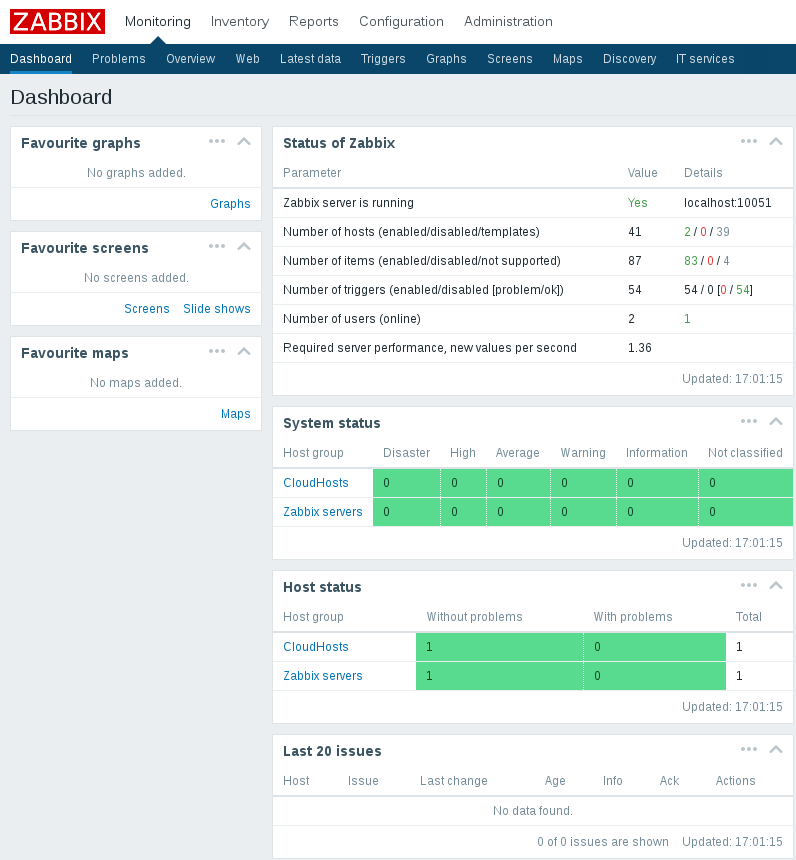 ZABBIX Monitoring Inventory Reports Configuration Administration
Dashboard Problems Overview Web Latest data Triggers Graphs Screens Maps Discovery IT services
Dashboard
Favourite graphs
No graphs added.
Graphs
Favourite screens
No screens added.
Screens Slide shows
Favourite maps
No maps added.
Maps
Status of Zabbix
Parameter Value Details
Zabbix server is running Yes localhost:10051
Number of hosts (enabled/disabled/templates) 41 2 / 0 / 39
Number of items (enabled/disabled/not supported) 87 83 / 0 / 4
Number of triggers (enabled/disabled [problem/ok]) 54 54 / 0 [0 / 54]
Number of users (online) 2 1
Required server performance, new values per second 1.36
Updated: 17:01:15
System status
Host group Disaster High Average Warning Information Not classified
CloudHosts 0 0 0 0 0 0
Zabbix servers 0 0 0 0 0 0
Updated: 17:01:15
Host status
Host group Without problems With problems Total
CloudHosts 1 0 1
Zabbix servers 1 0 1
Updated: 17:01:15
Last 20 issues
Host Issue Last change Age Info Ack Actions
No data found.
0 of 0 issues are shown Updated: 17:01:15